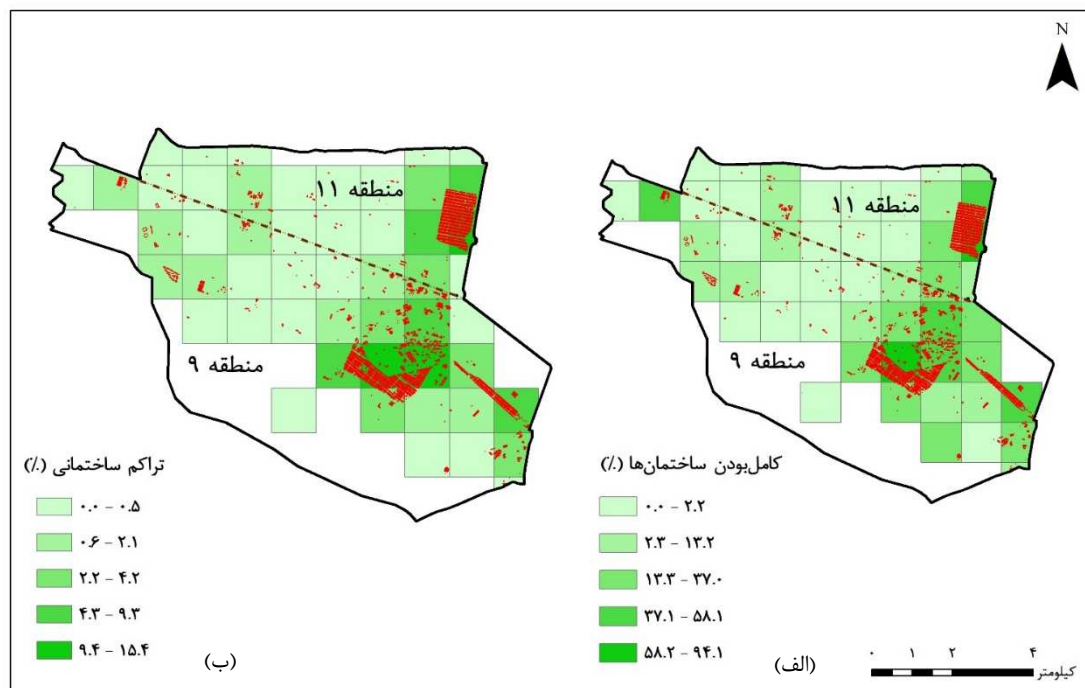 N
منطقه ۱۱
منطقه ۹
کامل‌بودن ساختمان‌ها (٪)
۰.۰ – ۲.۲
۲.۳ – ۱۳.۲
۱۳.۳ – ۳۷.۰
۳۷.۱ – ۵۸.۱
۵۸.۲ – ۹۴.۱
(الف)
۰ ۱ ۲ ۴
کیلومتر
منطقه ۱۱
منطقه ۹
تراکم ساختمانی (٪)
۰.۰ – ۰.۵
۰.۶ – ۲.۱
۲.۲ – ۴.۲
۴.۳ – ۹.۳
۹.۴ – ۱۵.۴
(ب)